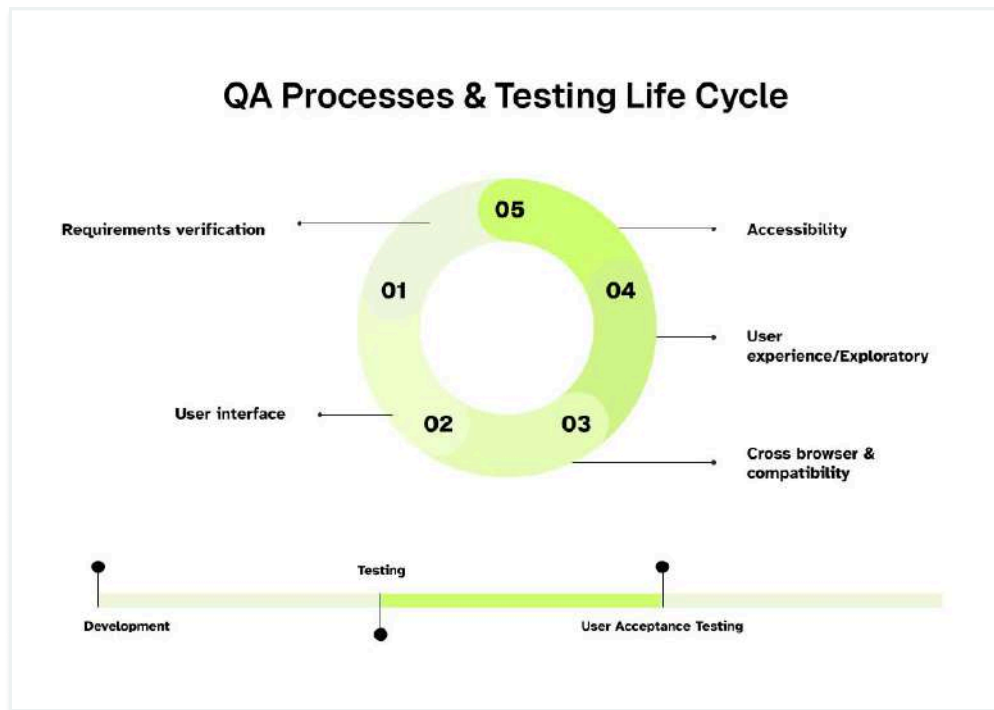 QA Processes & Testing Life Cycle
05
Requirements verification
Accessibility
01
04
User
experience/Exploratory
User interface
02
03
Cross browser &
compatibility
Testing
Development
User Acceptance Testing